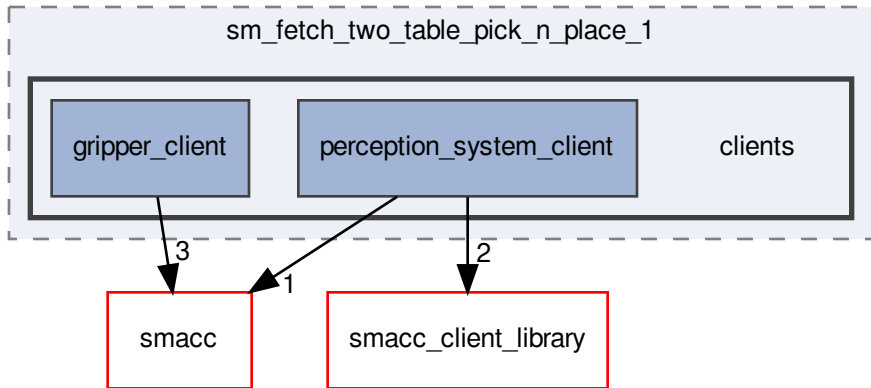 sm_fetch_two_table_pick_n_place_1
gripper_client
perception_system_client
clients
3
1
2
smacc
smacc_client_library